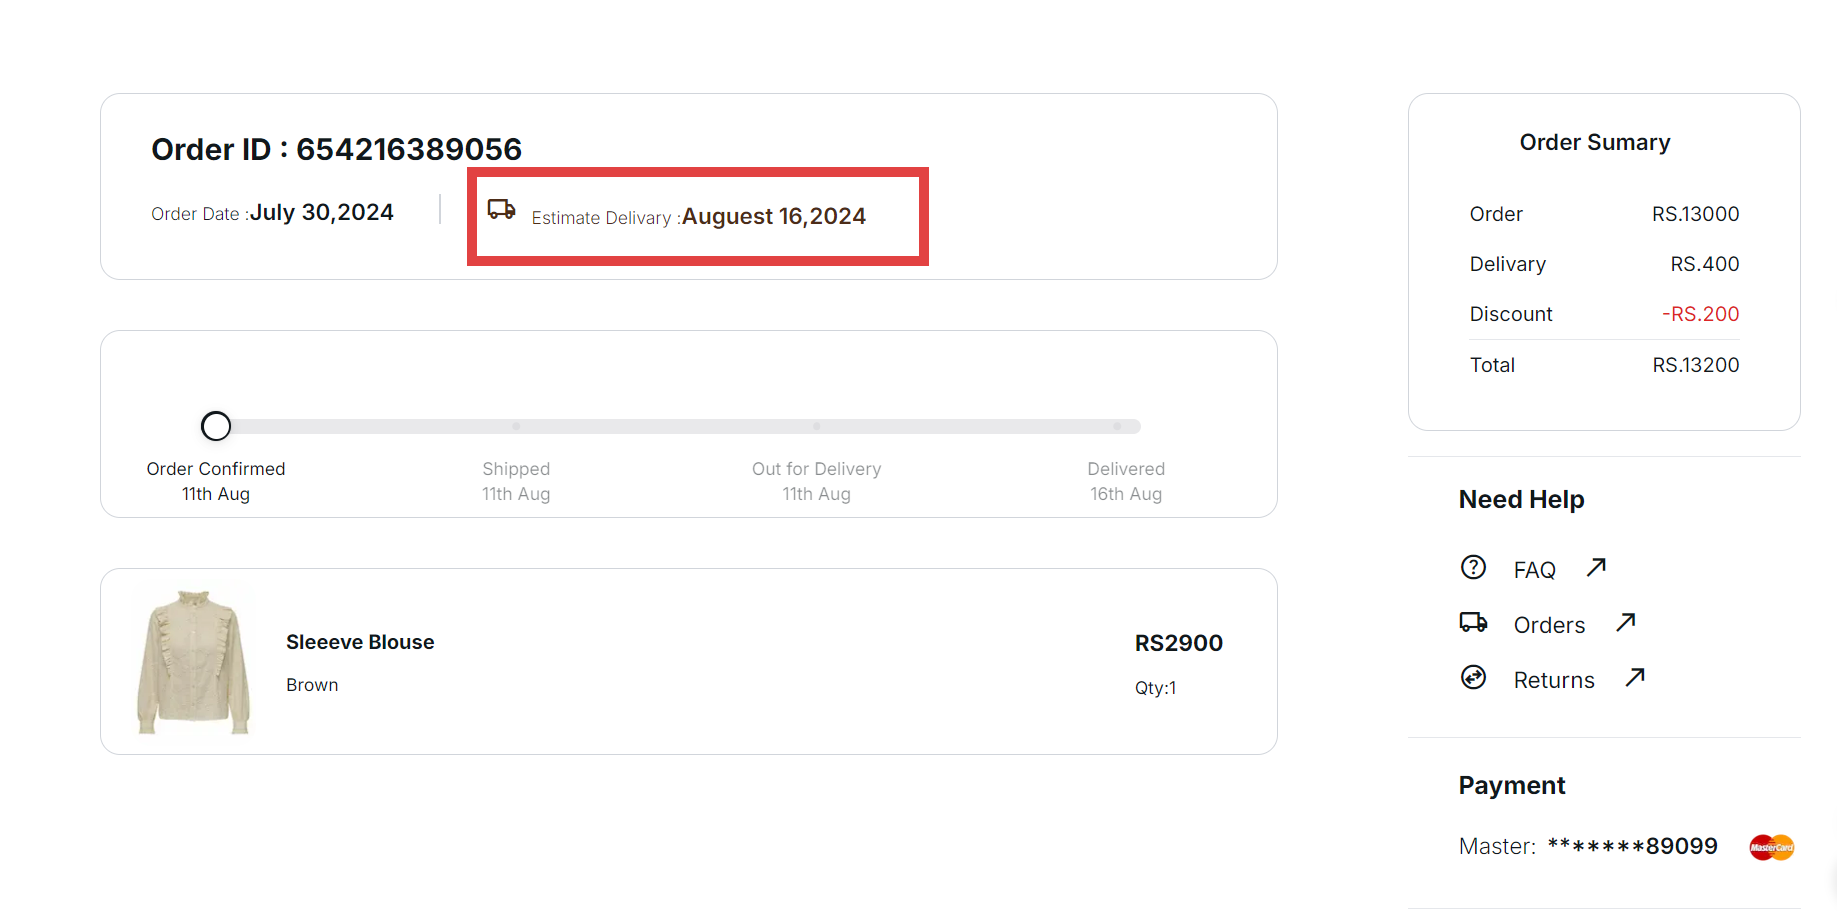 Order ID : 654216389056
Order Date :July 30,2024
Estimate Delivary :Auguest 16,2024
Order Confirmed
11th Aug
Shipped
11th Aug
Out for Delivery
11th Aug
Delivered
16th Aug
Sleeeve Blouse
Brown
RS2900
Qty:1
Order Sumary
Order RS.13000
Delivary RS.400
Discount -RS.200
Total RS.13200
Need Help
FAQ
Orders
Returns
Payment
Master: *******89099
MasterCard